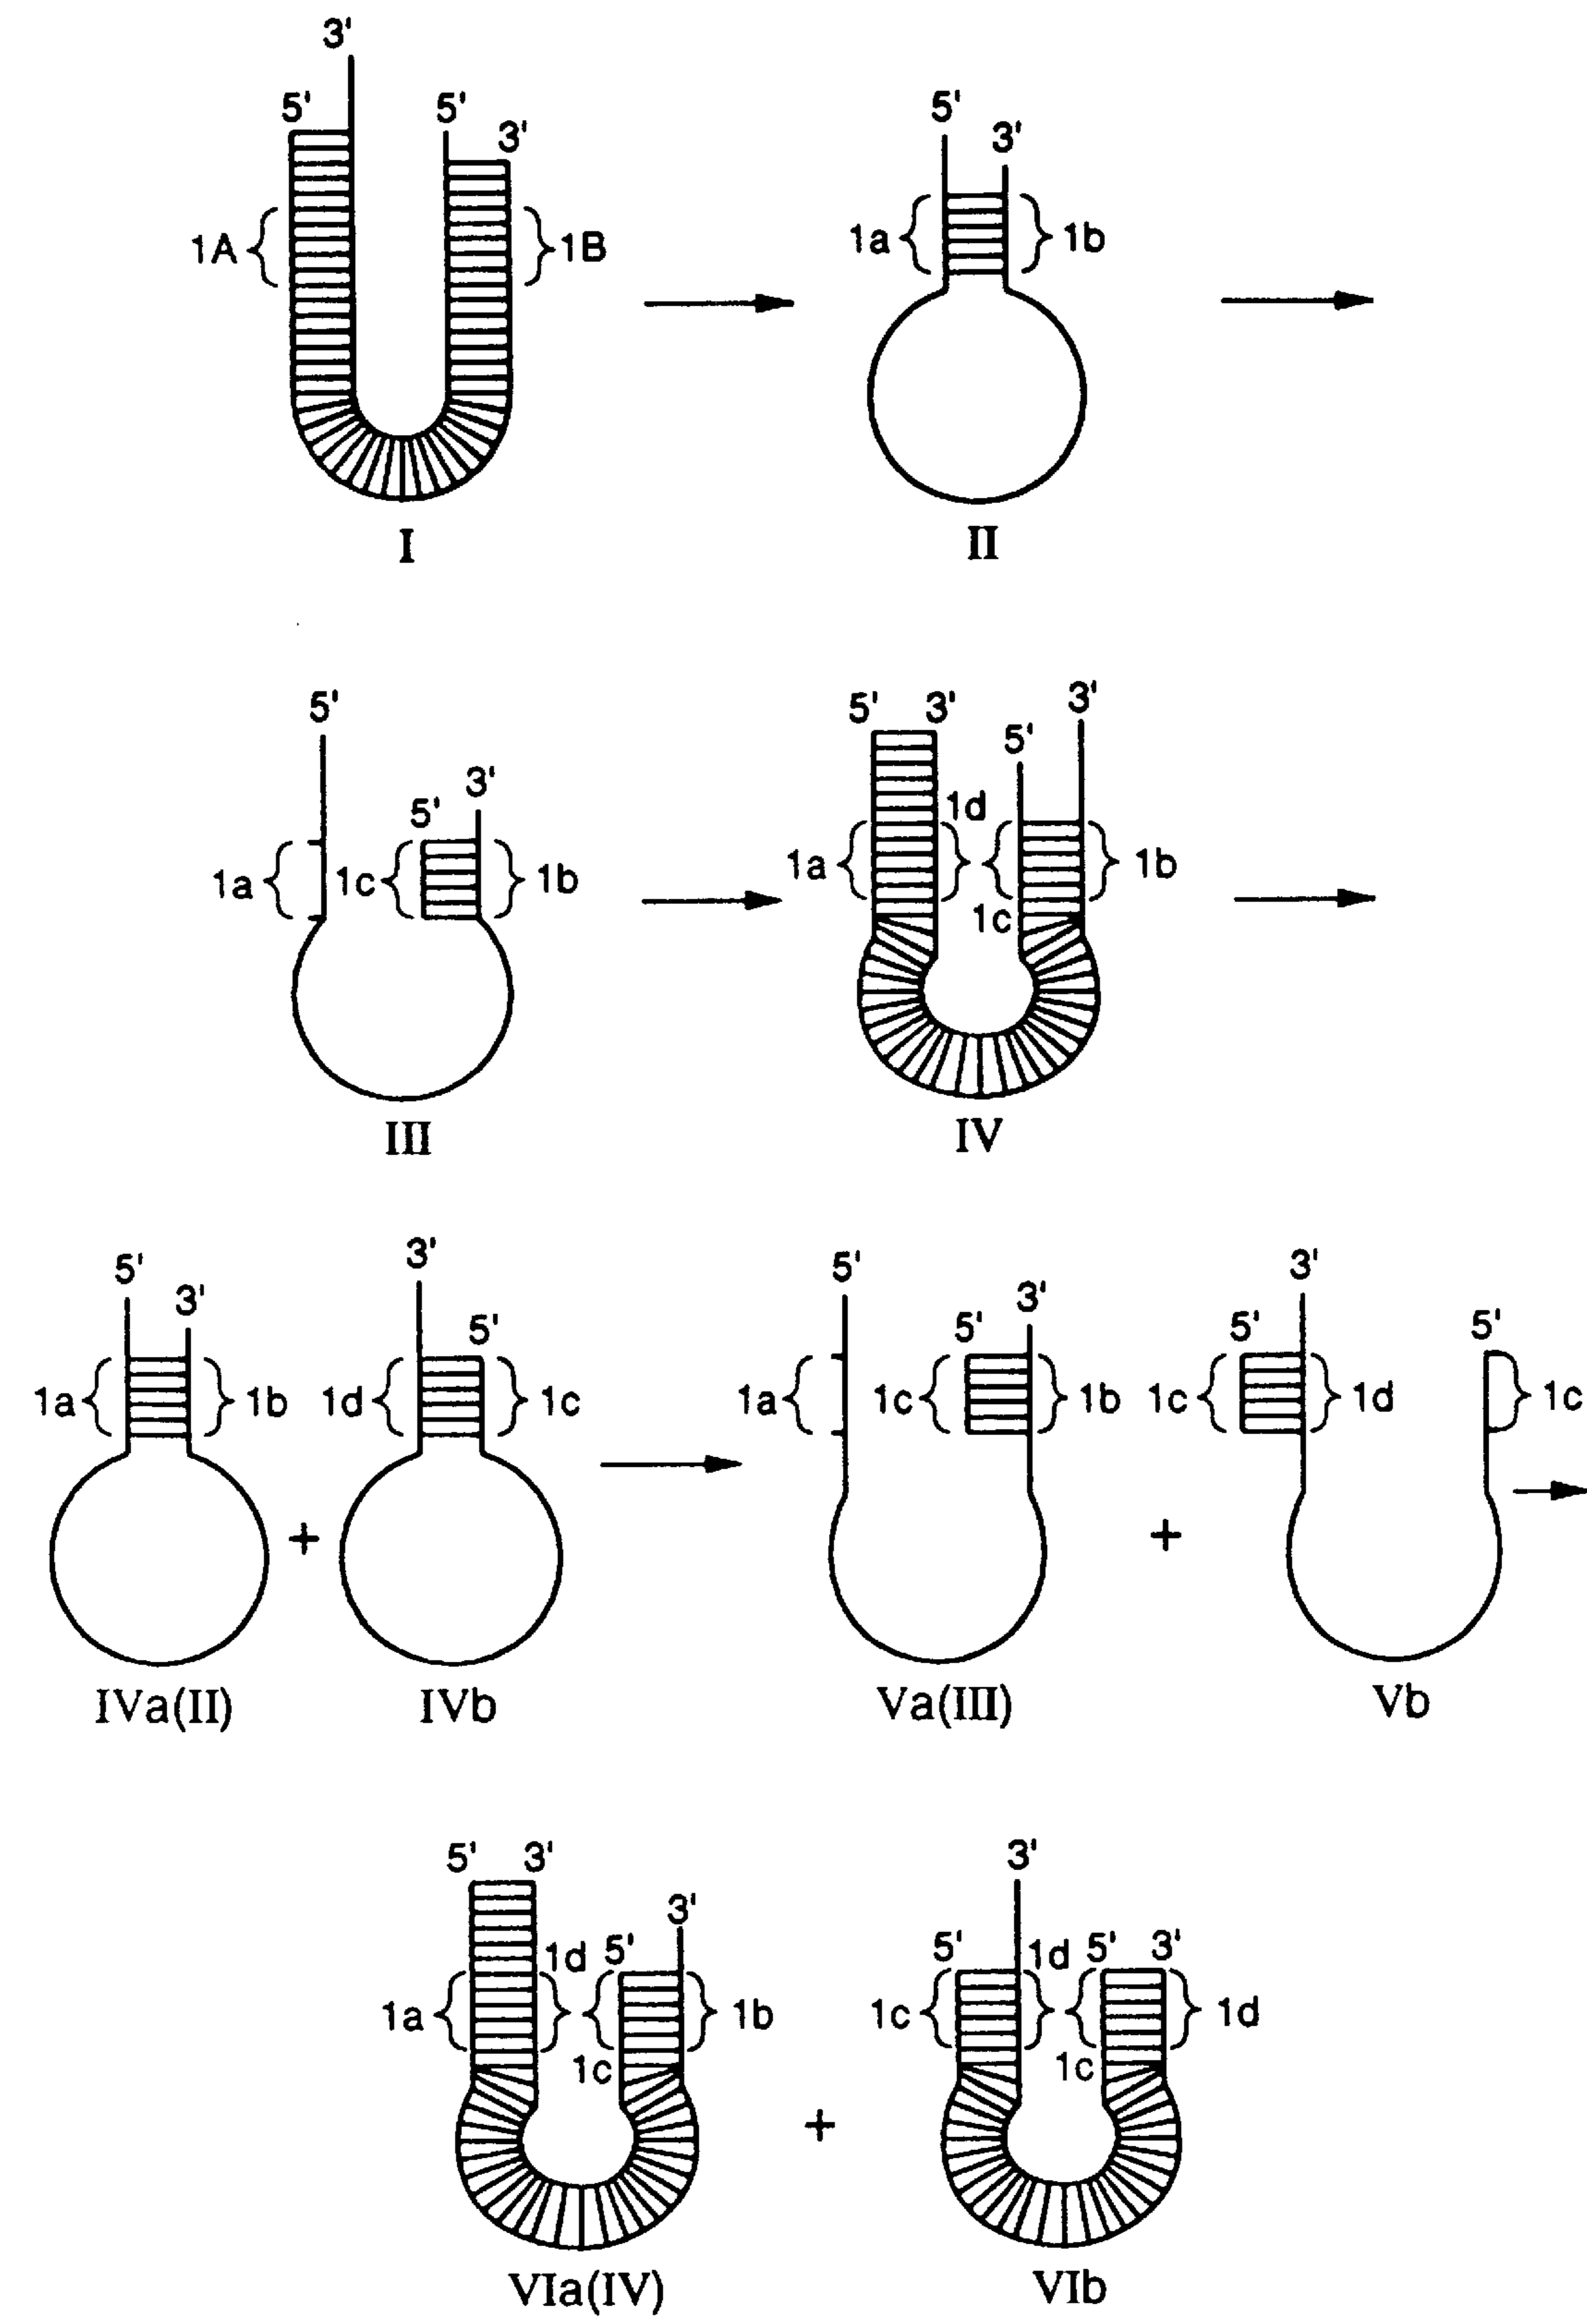 3'
5' 5' 3'
1A 1B
I
5' 3'
1a 1b
II
5'
5' 3'
1a 1c 1b
III
5' 3' 5' 3'
1d
1a 1b
1c
IV
5' 3'
1a 1b
+
IVa(II)
3' 5'
1d 1c
IVb
5' 5' 3'
1a 1c 1b
Va(III)
+
3'
5' 5'
1c 1d 1c
Vb
5' 3' 3'
1d 5'
1a 1b
1c
VIa(IV)
+
3'
5' 1d 5' 3'
1c 1d
1c
VIb